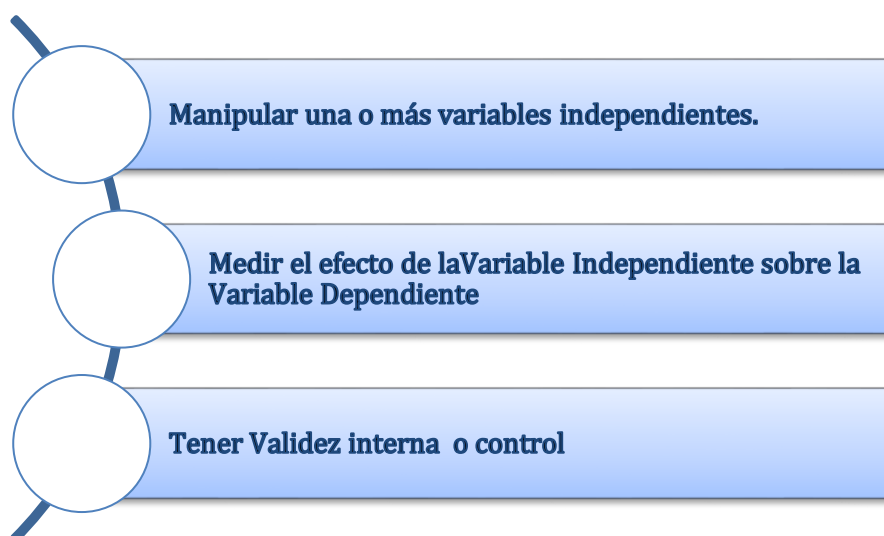 Manipular una o más variables independientes.
Medir el efecto de laVariable Independiente sobre la
Variable Dependiente
Tener Validez interna  o control